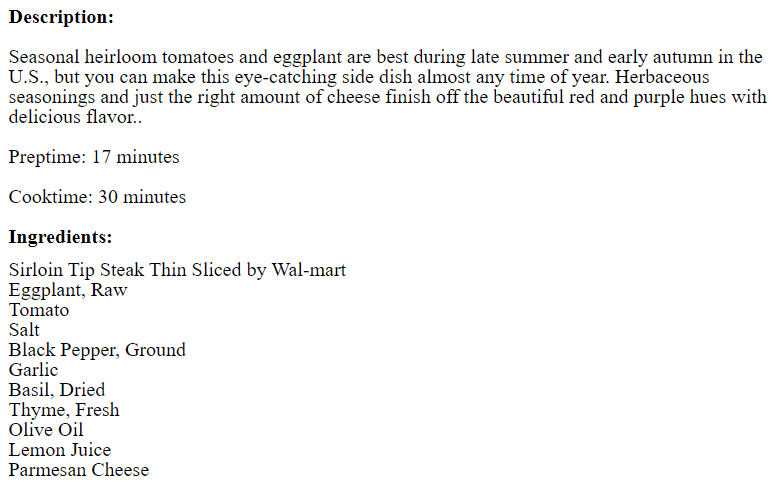 Description:
Seasonal heirloom tomatoes and eggplant are best during late summer and early autumn in the
U.S., but you can make this eye-catching side dish almost any time of year. Herbaceous
seasonings and just the right amount of cheese finish off the beautiful red and purple hues with
delicious flavor..
Preptime: 17 minutes
Cooktime: 30 minutes
Ingredients:
Sirloin Tip Steak Thin Sliced by Wal-mart
Eggplant, Raw
Tomato
Salt
Black Pepper, Ground
Garlic
Basil, Dried
Thyme, Fresh
Olive Oil
Lemon Juice
Parmesan Cheese